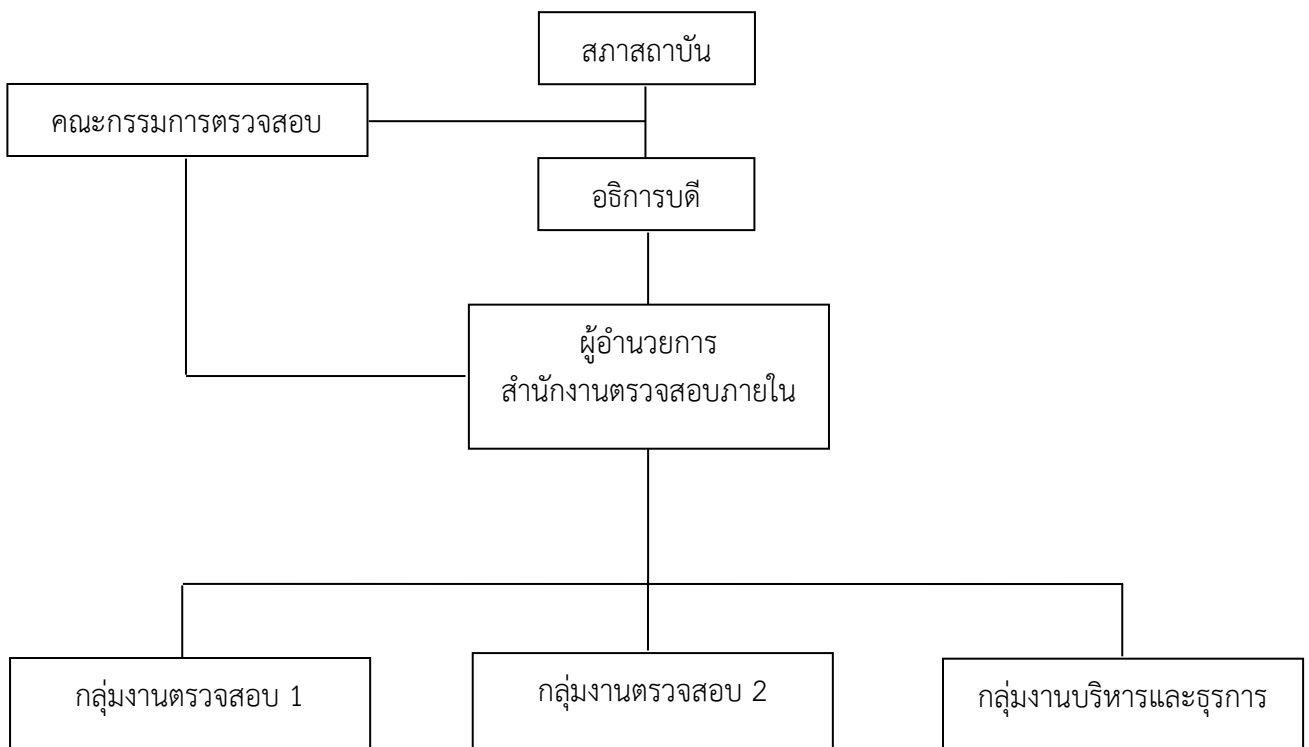 สภาสถาบัน
คณะกรรมการตรวจสอบ
อธิการบดี
ผู้อำนวยการ
สำนักงานตรวจสอบภายใน
กลุ่มงานตรวจสอบ 1
กลุ่มงานตรวจสอบ 2
กลุ่มงานบริหารและธุรการ